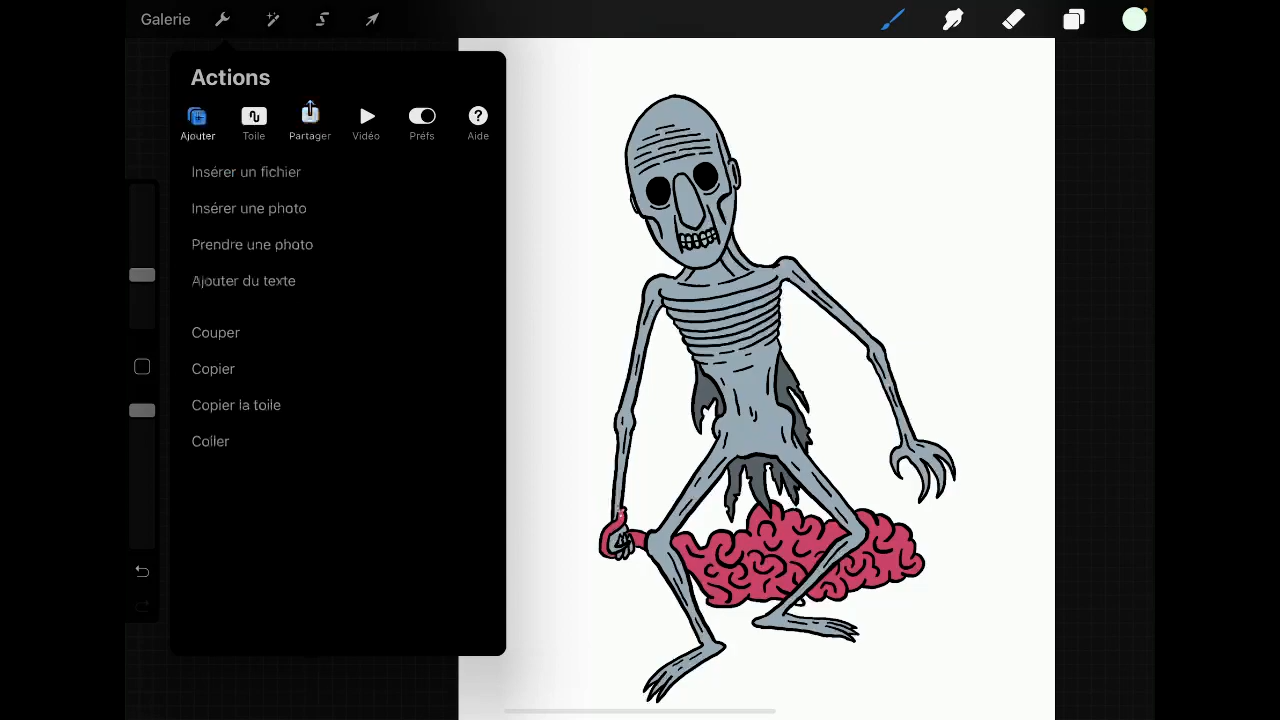 Galerie
Actions
Ajouter
Toile
Partager
Vidéo
Préfs
Aide
Insérer un fichier
Insérer une photo
Prendre une photo
Ajouter du texte
Couper
Copier
Copier la toile
Coller